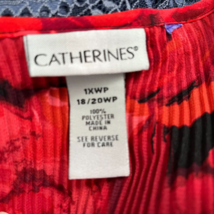 CATHERINES®
1XWP
18/20WP
100%
POLYESTER
MADE IN
CHINA
SEE REVERSE
FOR CARE